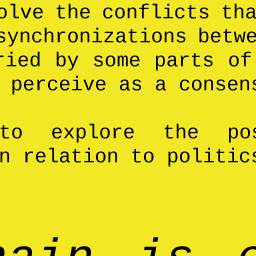 olve the conflicts tha
synchronizations betwe
ried by some parts of
perceive as a consens
to explore the pos
n relation to politics
is